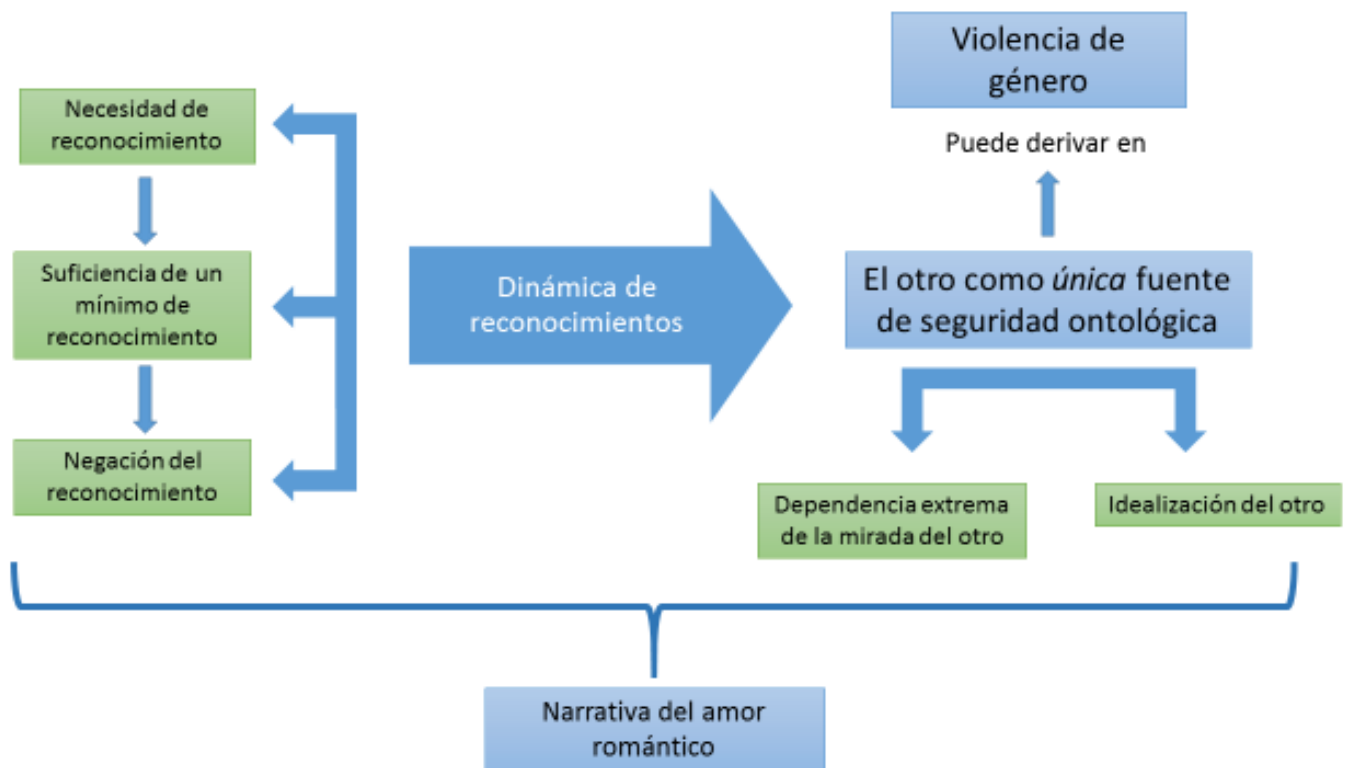 Necesidad de
reconocimiento
Suficiencia de un
mínimo de
reconocimiento
Negación del
reconocimiento
Dinámica de
reconocimientos
Violencia de
género
Puede derivar en
El otro como única fuente
de seguridad ontológica
Dependencia extrema
de la mirada del otro
Idealización del otro
Narrativa del amor
romántico